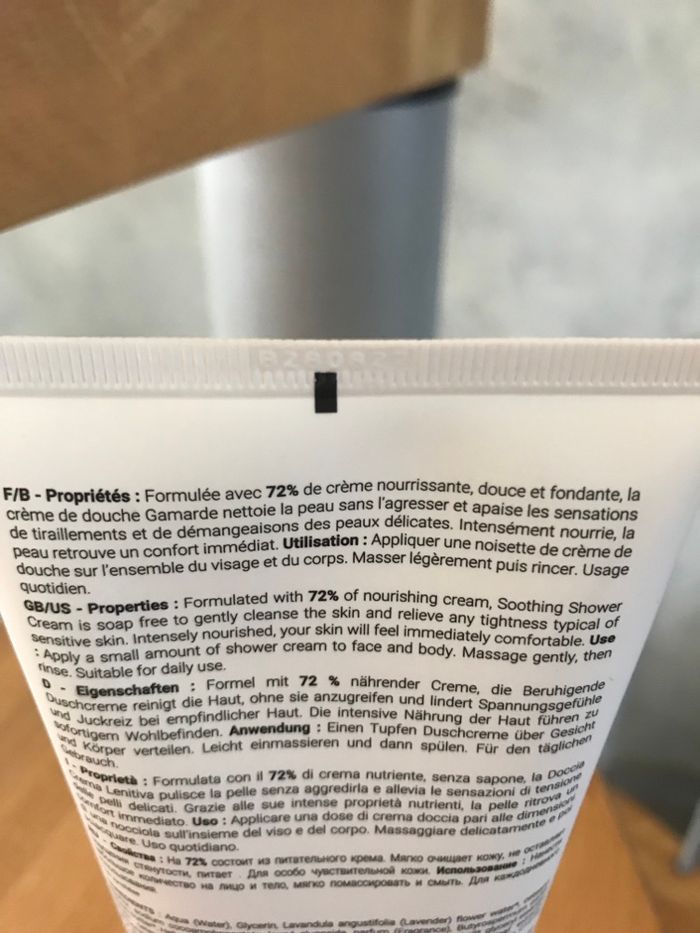 F/B - Propriétés : Formulée avec 72% de crème nourrissante, douce et fondante, la
crème de douche Gamarde nettoie la peau sans l'agresser et apaise les sensations
de tiraillements et de démangeaisons des peaux délicates. Intensément nourrie, la
peau retrouve un confort immédiat. Utilisation : Appliquer une noisette de crème de
douche sur l'ensemble du visage et du corps. Masser légèrement puis rincer. Usage
quotidien.
GB/US - Properties : Formulated with 72% of nourishing cream, Soothing Shower
Cream is soap free to gently cleanse the skin and relieve any tightness typical of
sensitive skin. Intensely nourished, your skin will feel immediately comfortable. Use
: Apply a small amount of shower cream to face and body. Massage gently, then
rinse. Suitable for daily use.
D - Eigenschaften : Formel mit 72 % nährender Creme, die Beruhigende
Duschcreme reinigt die Haut, ohne sie anzugreifen und lindert Spannungsgefühle
und Juckreiz bei empfindlicher Haut. Die intensive Nährung der Haut führen zu
sofortigem Wohlbefinden. Anwendung : Einen Tupfen Duschcreme über Gesicht
und Körper verteilen. Leicht einmassieren und dann spülen. Für den täglichen
Gebrauch.
I - Proprietà : Formulata con il 72% di crema nutriente, senza sapone, la Doccia
Crema Lenitiva pulisce la pelle senza aggredirla e allevia le sensazioni di tensione
delle pelli delicati. Grazie alle sue intense proprietà nutrienti, la pelle ritrova un
comfort immediato. Uso : Applicare una dose di crema doccia pari alle dimensioni
una nocciola sull'insieme del viso e del corpo. Massaggiare delicatamente e poi
. Uso quotidiano.
- Свойства : На 72% состоит из питательного крема. Мягко очищает кожу, не оставляет
стянутости, питает . Для особо чувствительной кожи. Использование : Нанести
количество на лицо и тело, мягко помассировать и смыть. Для каждодневного
: Aqua (Water), Glycerin, Lavandula angustifolia (Lavender) flower water*,
parfum (Fragrance),